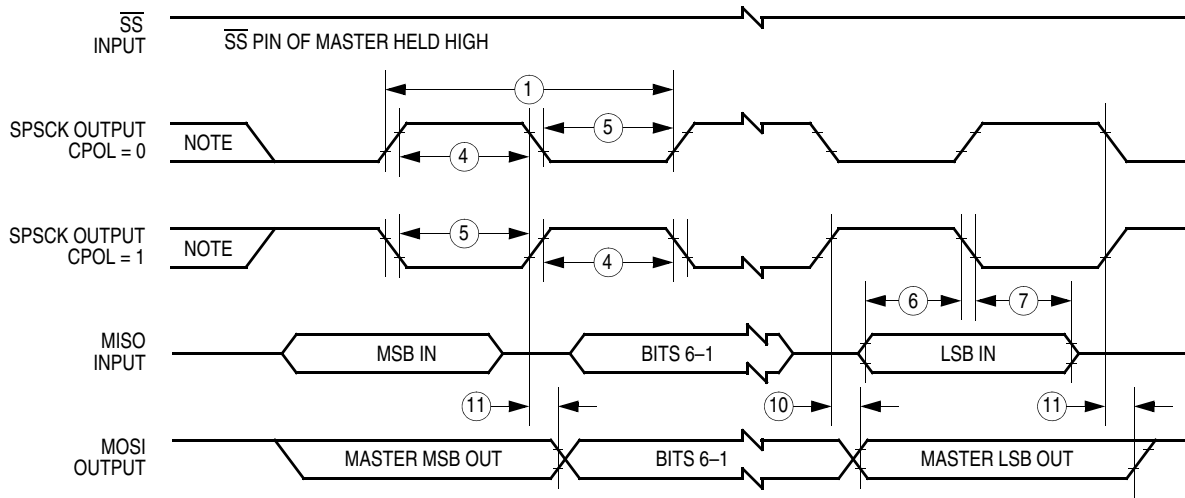 SS
INPUT
SS PIN OF MASTER HELD HIGH
1
SPSCK OUTPUT
CPOL = 0
NOTE
4
5
SPSCK OUTPUT
CPOL = 1
NOTE
5
4
6
7
MISO
INPUT
MSB IN
BITS 6–1
LSB IN
11
10
11
MOSI
OUTPUT
MASTER MSB OUT
BITS 6–1
MASTER LSB OUT